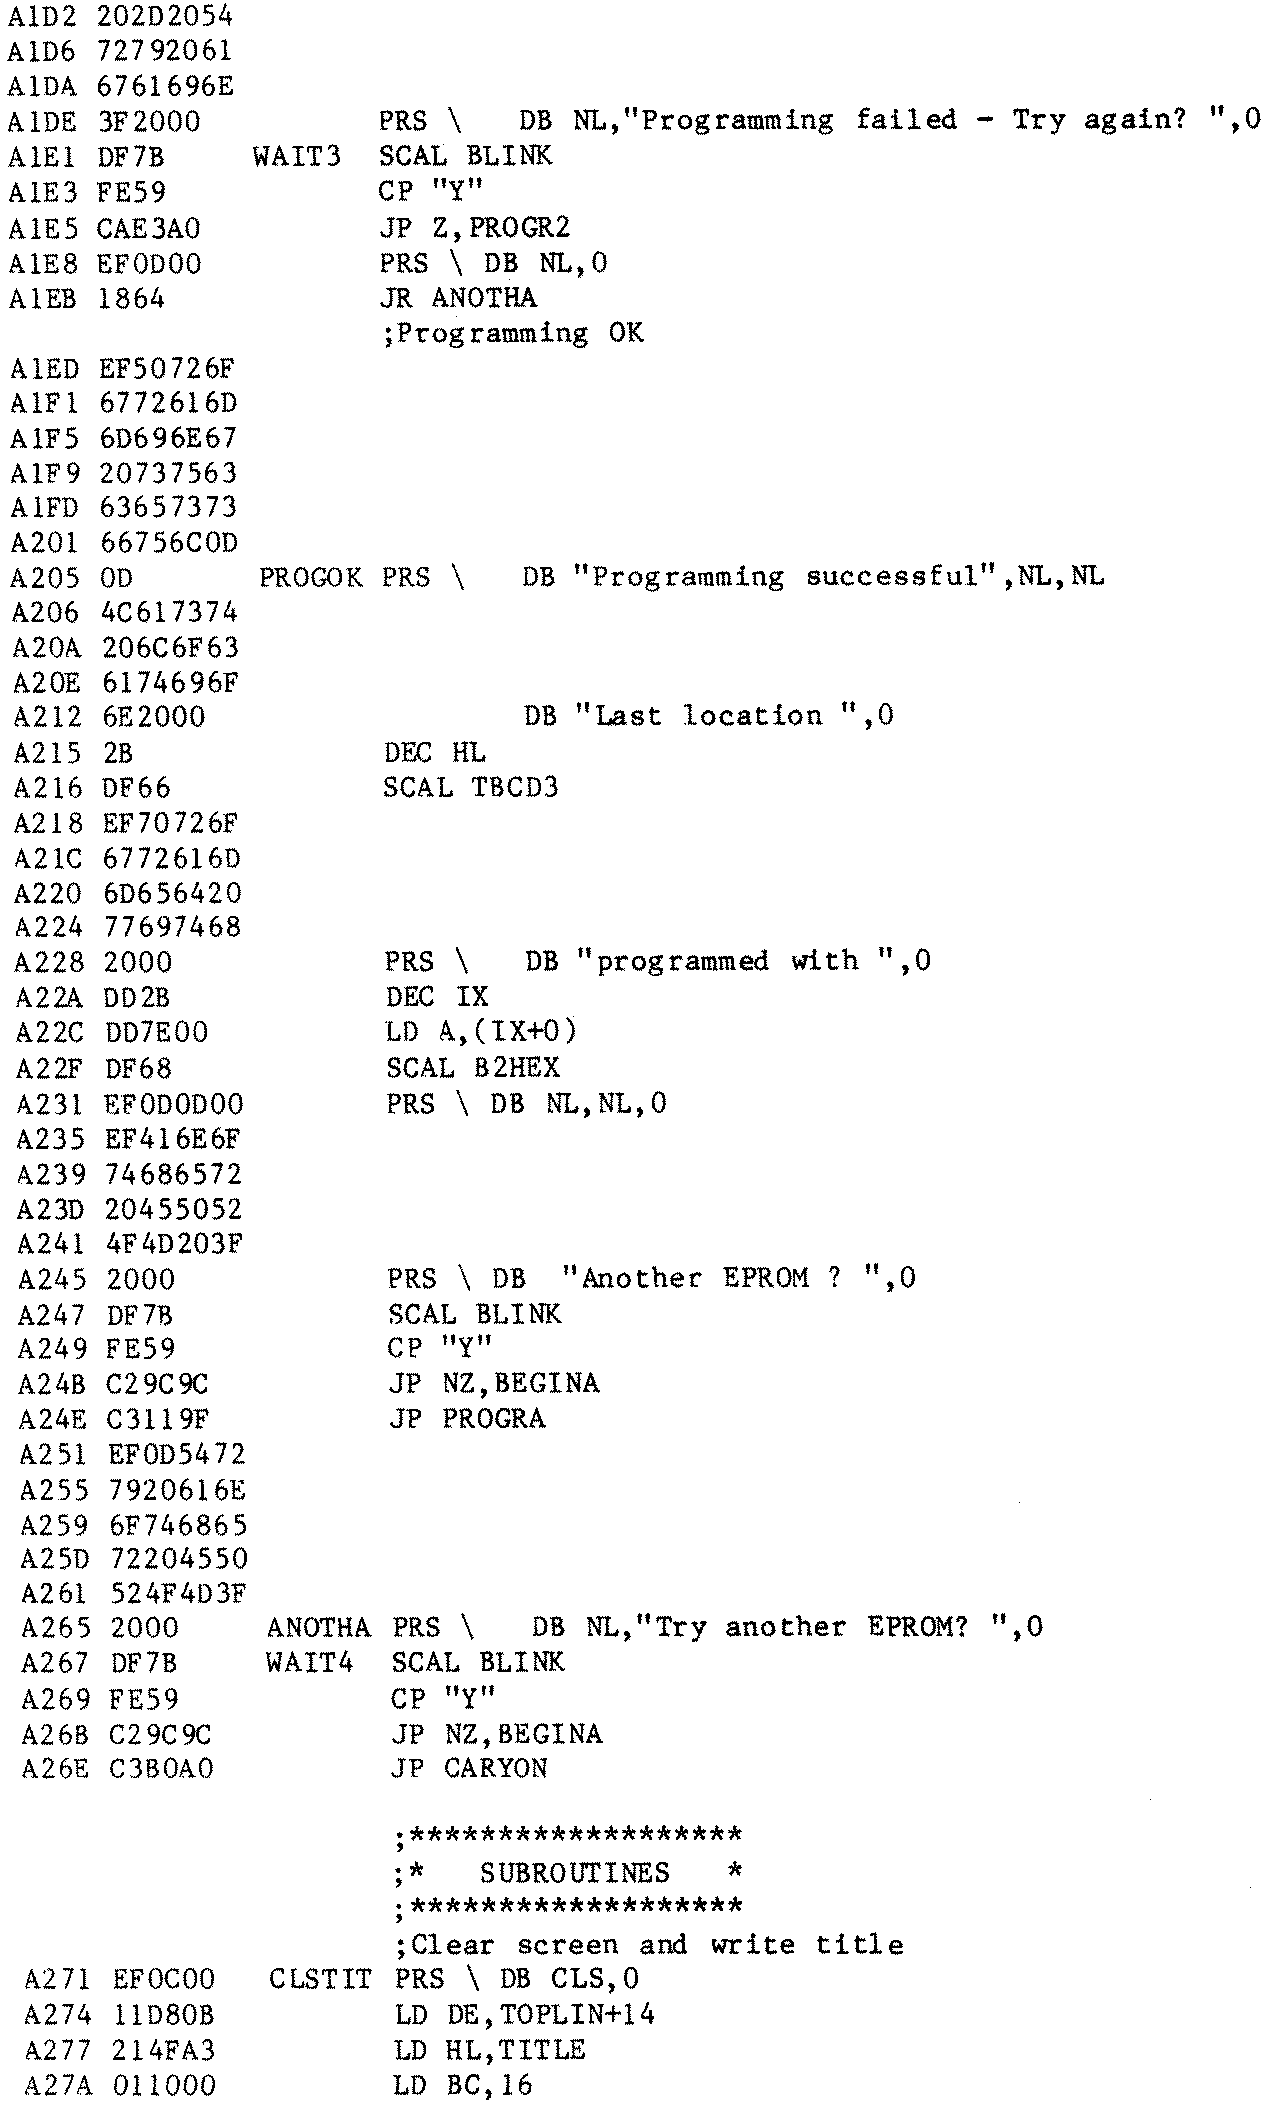 A1D2 202D2054
A1D6 72792061
A1DA 6761696E
A1DE 3F2000 PRS \ DB NL,"Programming failed - Try again? ",0
A1E1 DF7B WAIT3 SCAL BLINK
A1E3 FE59 CP "Y"
A1E5 CAE3A0 JP Z,PROGR2
A1E8 EF0D00 PRS \ DB NL,0
A1EB 1864 JR ANOTHA
;Programming OK
A1ED EF50726F
A1F1 6772616D
A1F5 6D696E67
A1F9 20737563
A1FD 63657373
A201 66756C0D
A205 0D PROGOK PRS \ DB "Programming successful",NL,NL
A206 4C617374
A20A 206C6F63
A20E 6174696F
A212 6E2000 DB "Last location ",0
A215 2B DEC HL
A216 DF66 SCAL TBCD3
A218 EF70726F
A21C 6772616D
A220 6D656420
A224 77697468
A228 2000 PRS \ DB "programmed with ",0
A22A DD2B DEC IX
A22C DD7E00 LD A,(IX+0)
A22F DF68 SCAL B2HEX
A231 EF0D0D00 PRS \ DB NL,NL,0
A235 EF416E6F
A239 74686572
A23D 20455052
A241 4F4D203F
A245 2000 PRS \ DB "Another EPROM ? ",0
A247 DF7B SCAL BLINK
A249 FE59 CP "Y"
A24B C29C9C JP NZ,BEGINA
A24E C3119F JP PROGRA
A251 EF0D5472
A255 7920616E
A259 6F746865
A25D 72204550
A261 524F4D3F
A265 2000 ANOTHA PRS \ DB NL,"Try another EPROM? ",0
A267 DF7B WAIT4 SCAL BLINK
A269 FE59 CP "Y"
A26B C29C9C JP NZ,BEGINA
A26E C3B0A0 JP CARYON
;*******************
;* SUBROUTINES *
;*******************
;Clear screen and write title
A271 EF0C00 CLSTIT PRS \ DB CLS,0
A274 11D80B LD DE,TOPLIN+14
A277 214FA3 LD HL,TITLE
A27A 011000 LD BC,16